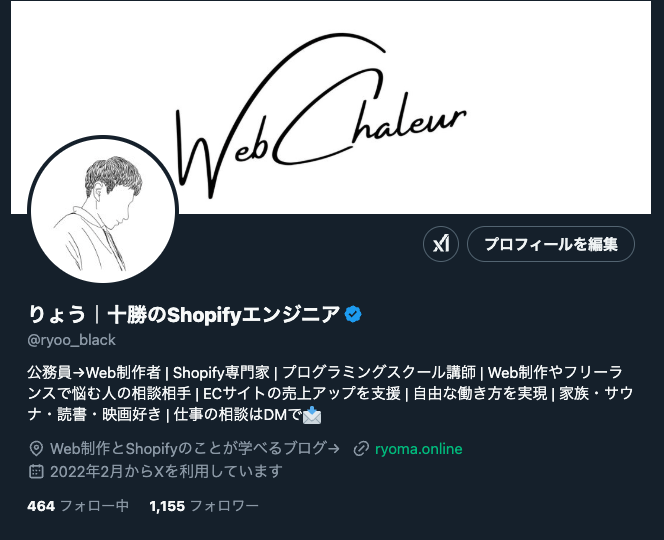 Web Chaleur
プロフィールを編集
りょう｜十勝のShopifyエンジニア
@ryoo_black
公務員→Web制作者 | Shopify専門家 | プログラミングスクール講師 | Web制作やフリーラ
ンスで悩む人の相談相手 | ECサイトの売上アップを支援 | 自由な働き方を実現 | 家族・サウ
ナ・読書・映画好き | 仕事の相談はDMで📩
Web制作とShopifyのことが学べるブログ→ ryoma.online
2022年2月からXを利用しています
464 フォロー中 1,155 フォロワー